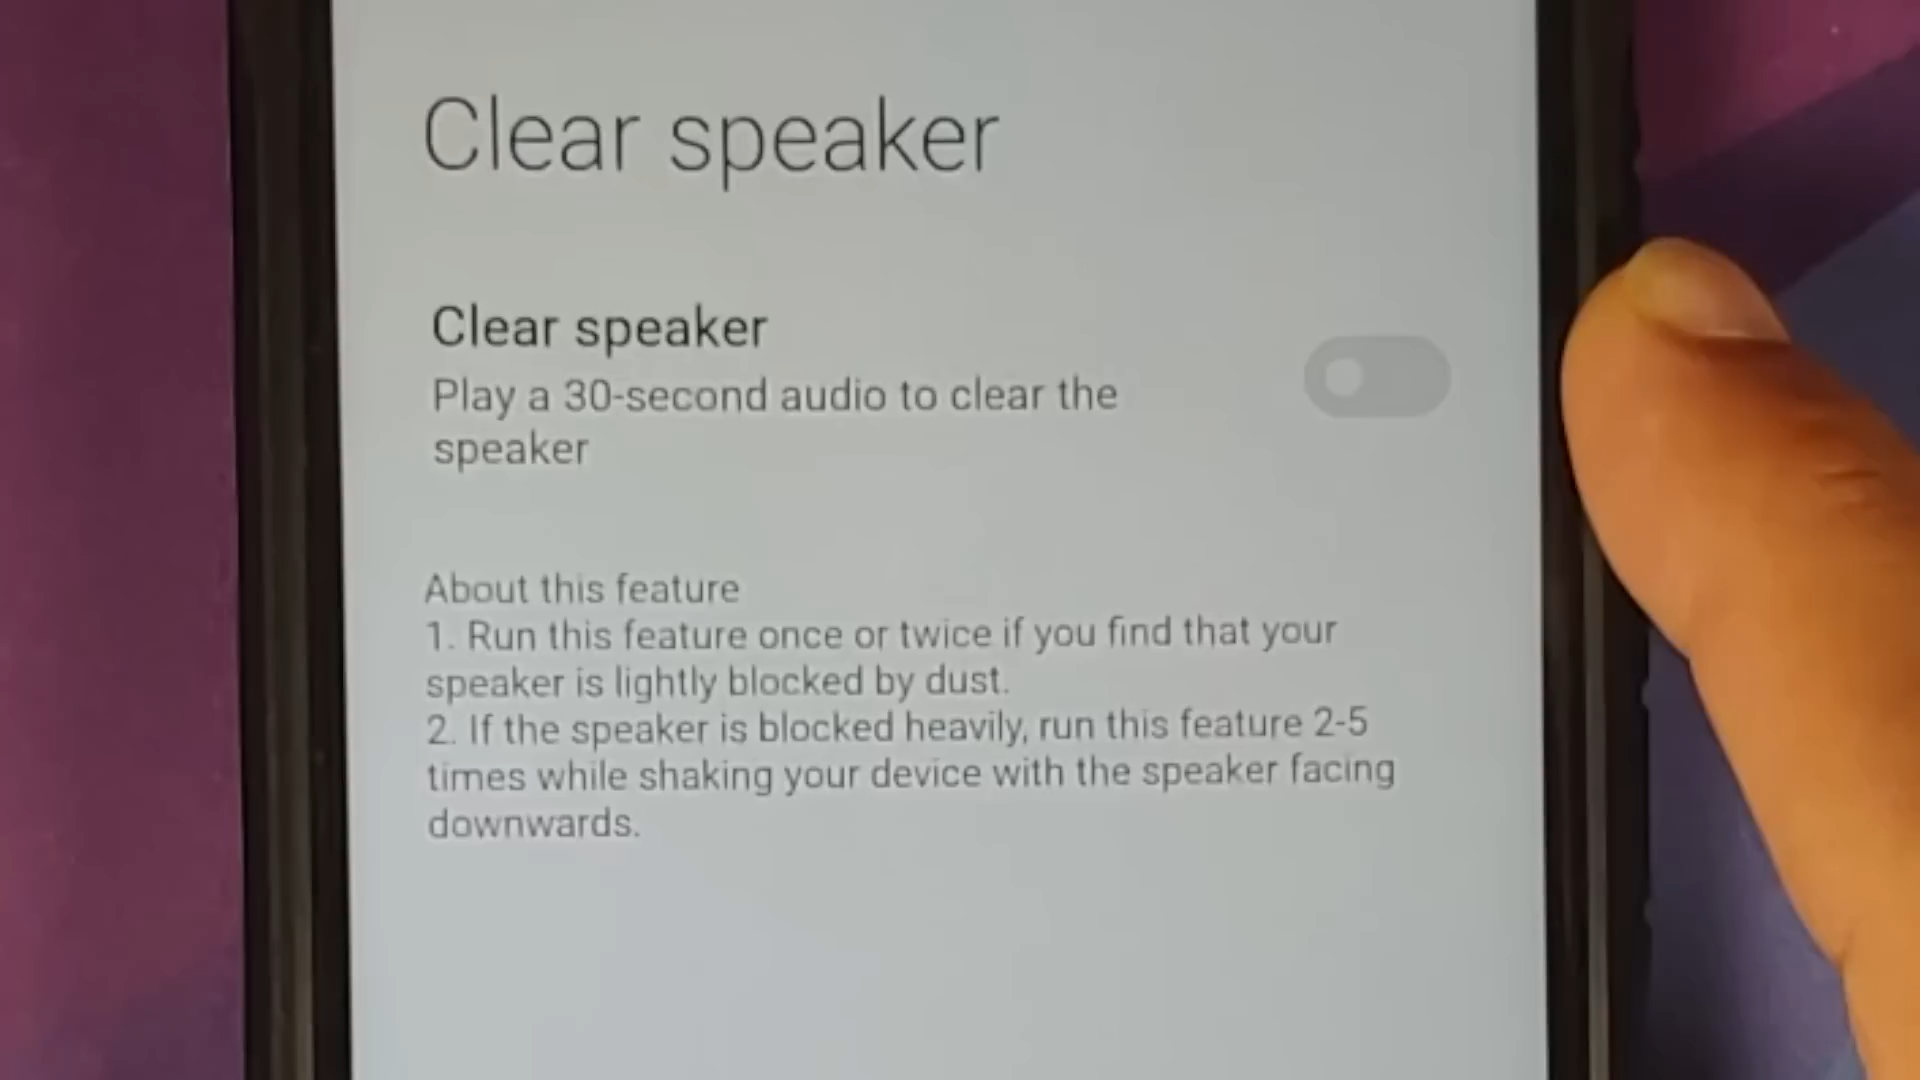 Clear speaker
Clear speaker
Play a 30-second audio to clear the
speaker
About this feature
1. Run this feature once or twice if you find that your
speaker is lightly blocked by dust.
2. If the speaker is blocked heavily, run this feature 2-5
times while shaking your device with the speaker facing
downwards.